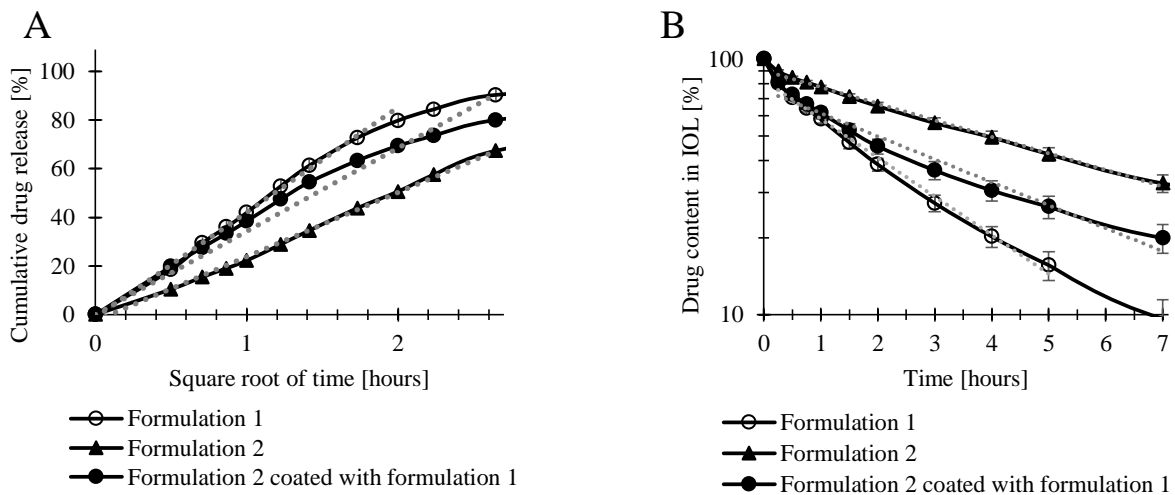 A
Cumulative drug release [%]
100
80
60
40
20
0
0 1 2
Square root of time [hours]
Formulation 1
Formulation 2
Formulation 2 coated with formulation 1
B
Drug content in IOL [%]
100
10
0 1 2 3 4 5 6 7
Time [hours]
Formulation 1
Formulation 2
Formulation 2 coated with formulation 1